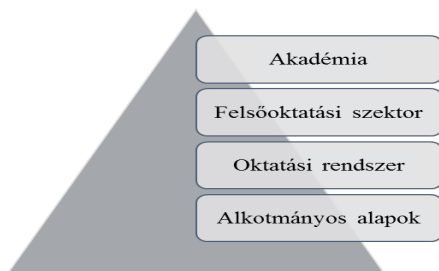 Akadémia
Felsőoktatási szektor
Oktatási rendszer
Alkotmányos alapok